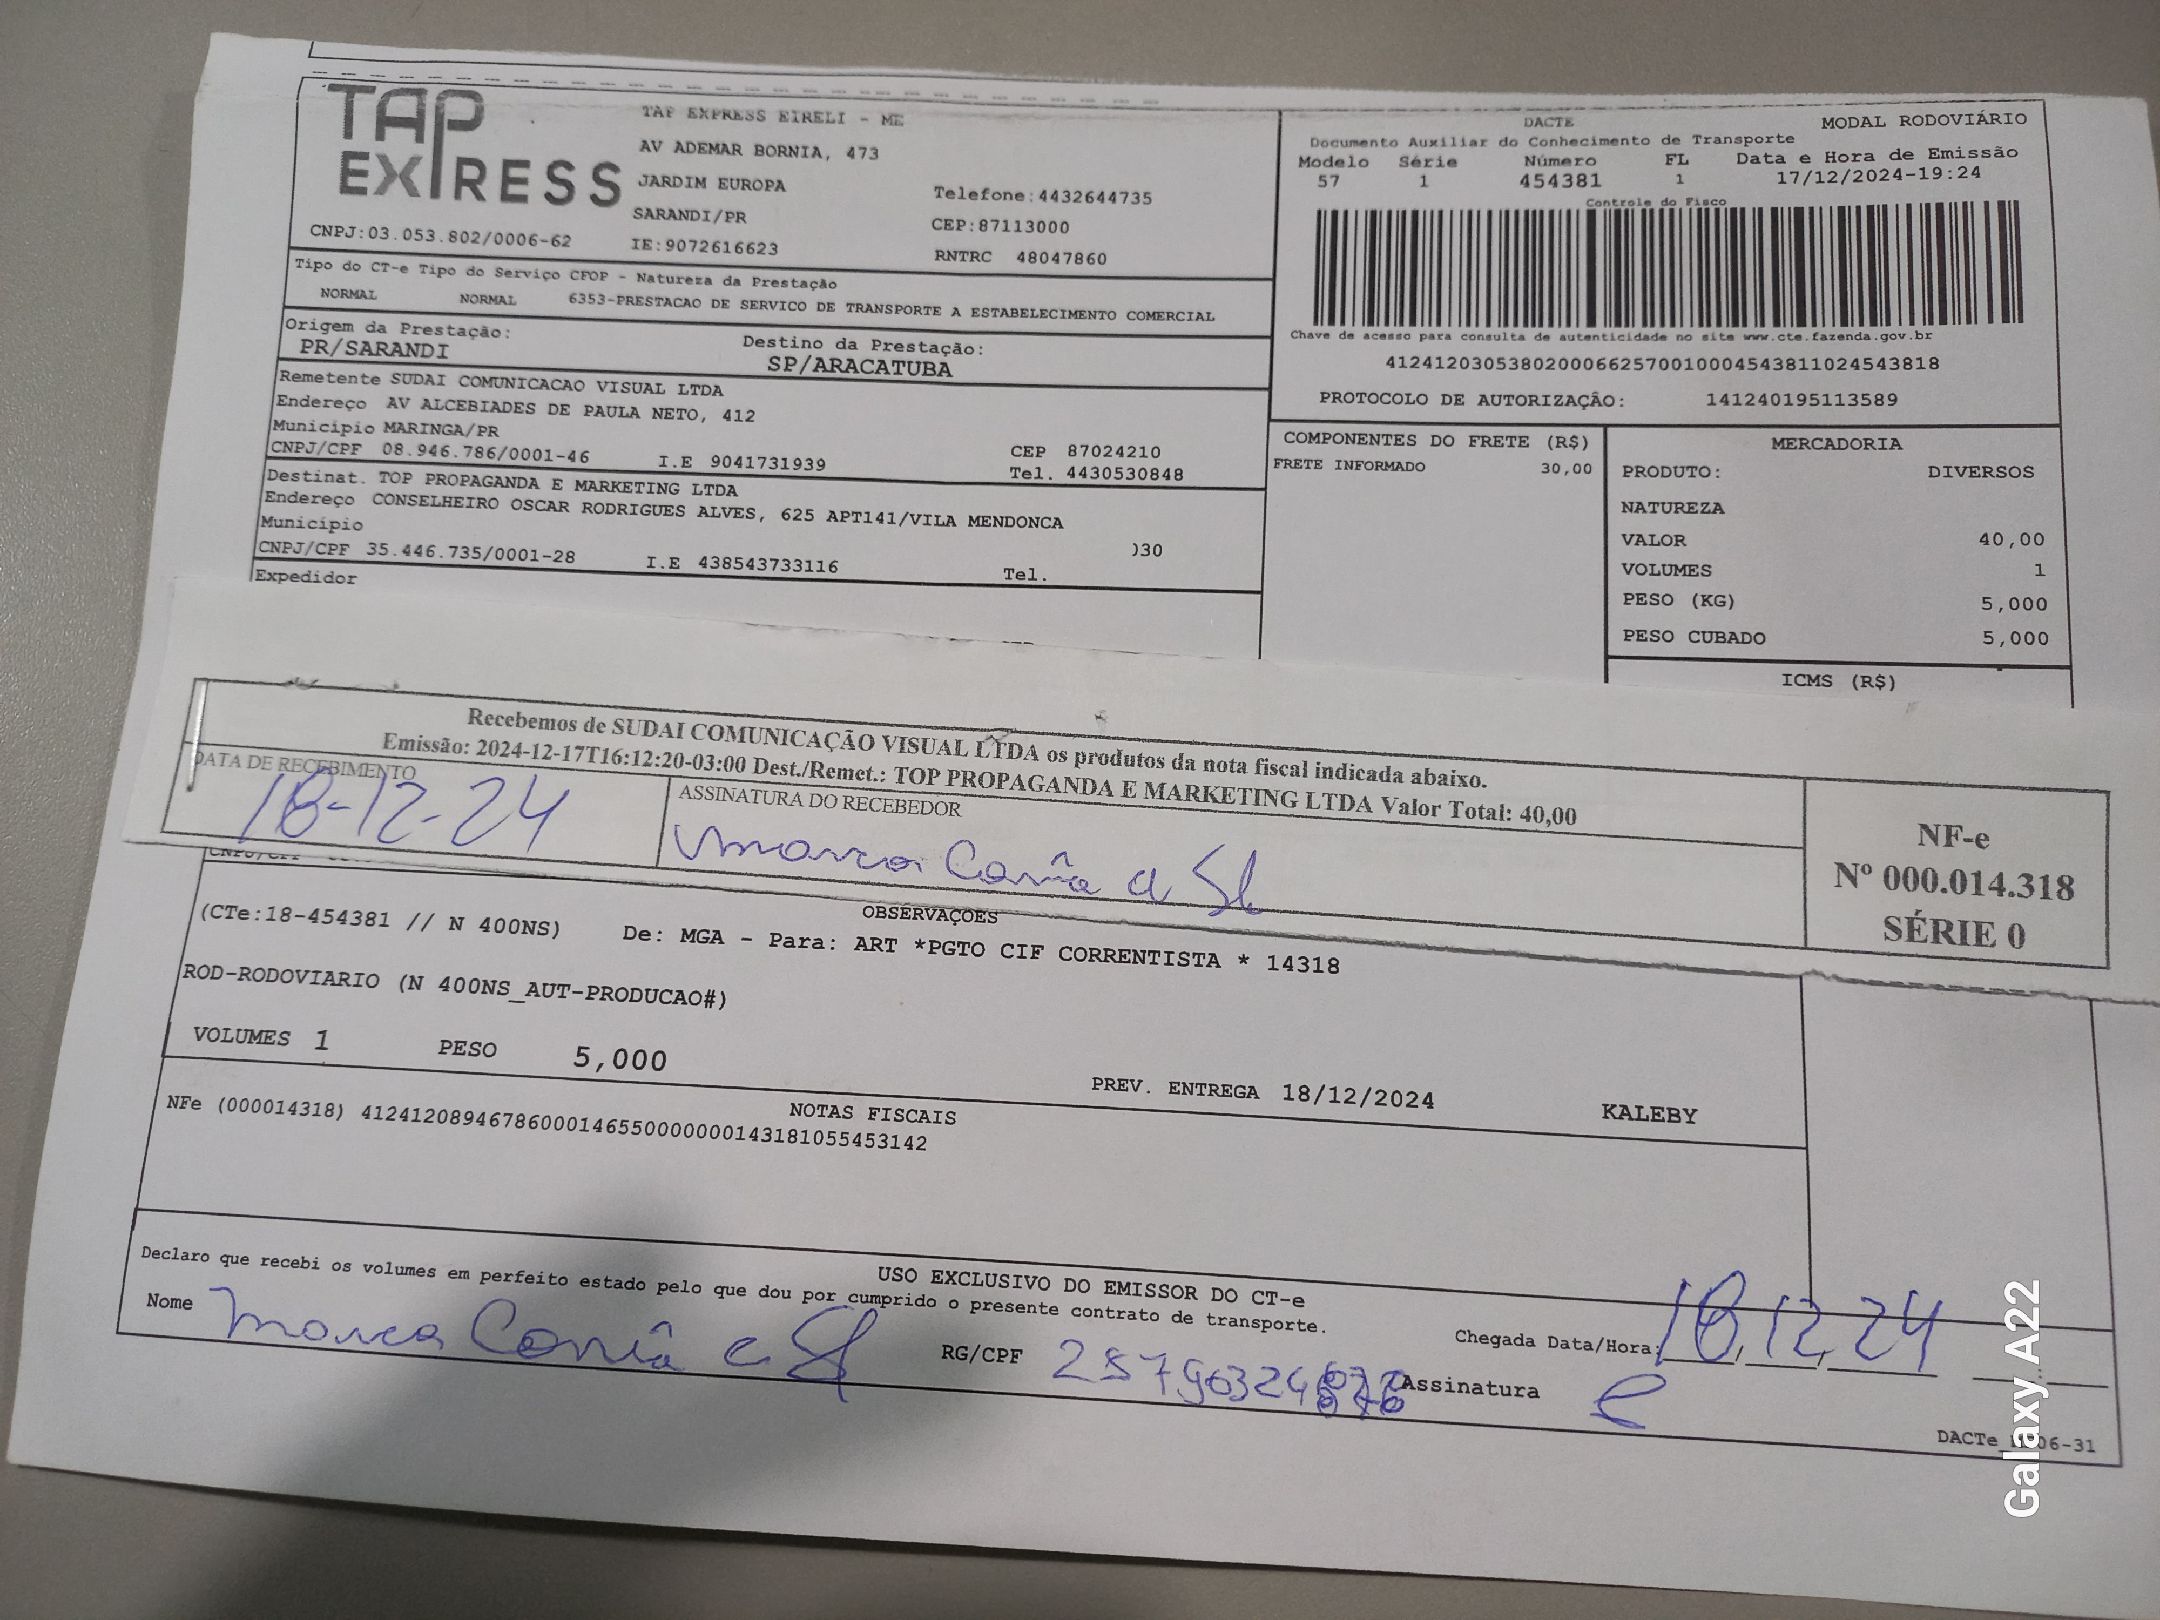 TAP EXPRESS
TAP EXPRESS EIRELI - ME
AV ADEMAR BORNIA, 473
JARDIM EUROPA
Telefone:4432644735
SARANDI/PR
CEP:87113000
CNPJ:03.053.802/0006-62
IE:9072616623
RNTRC 48047860
DACTE
MODAL RODOVIÁRIO
Documento Auxiliar do Conhecimento de Transporte
Modelo Série Número FL Data e Hora de Emissão
57 1 454381 1 17/12/2024-19:24
Controle do Fisco
Chave de acesso para consulta de autenticidade no site www.cte.fazenda.gov.br
41241203053802000662570010004543811024543818
PROTOCOLO DE AUTORIZAÇÃO: 141240195113589
Tipo do CT-e Tipo do Serviço CFOP - Natureza da Prestação
NORMAL NORMAL 6353-PRESTACAO DE SERVICO DE TRANSPORTE A ESTABELECIMENTO COMERCIAL
Origem da Prestação: Destino da Prestação:
PR/SARANDI SP/ARACATUBA
Remetente SUDAI COMUNICACAO VISUAL LTDA
Endereço AV ALCEBIADES DE PAULA NETO, 412
Município MARINGA/PR CEP 87024210
CNPJ/CPF 08.946.786/0001-46 I.E 9041731939 Tel. 4430530848
Destinat. TOP PROPAGANDA E MARKETING LTDA
Endereço CONSELHEIRO OSCAR RODRIGUES ALVES, 625 APT141/VILA MENDONCA
Município )30
CNPJ/CPF 35.446.735/0001-28 I.E 438543733116 Tel.
Expedidor
COMPONENTES DO FRETE (R$)
FRETE INFORMADO 30,00
MERCADORIA
PRODUTO: DIVERSOS
NATUREZA
VALOR 40,00
VOLUMES 1
PESO (KG) 5,000
PESO CUBADO 5,000
ICMS (R$)
Recebemos de SUDAI COMUNICAÇÃO VISUAL LTDA os produtos da nota fiscal indicada abaixo.
Emissão: 2024-12-17T16:12:20-03:00 Dest./Remet.: TOP PROPAGANDA E MARKETING LTDA Valor Total: 40,00
DATA DE RECEBIMENTO
18-12-24
ASSINATURA DO RECEBEDOR
NF-e
Nº 000.014.318
SÉRIE 0
OBSERVAÇOES
(CTe:18-454381 // N 400NS) De: MGA - Para: ART *PGTO CIF CORRENTISTA * 14318
ROD-RODOVIARIO (N 400NS_AUT-PRODUCAO#)
VOLUMES 1 PESO 5,000 PREV. ENTREGA 18/12/2024 KALEBY
NOTAS FISCAIS
NFe (000014318) 41241208946786000146550000000143181055453142
USO EXCLUSIVO DO EMISSOR DO CT-e
Declaro que recebi os volumes em perfeito estado pelo que dou por cumprido o presente contrato de transporte.
Nome RG/CPF
Chegada Data/Hora: 18,12,24
Assinatura
DACTe
06-31
Galaxy A22